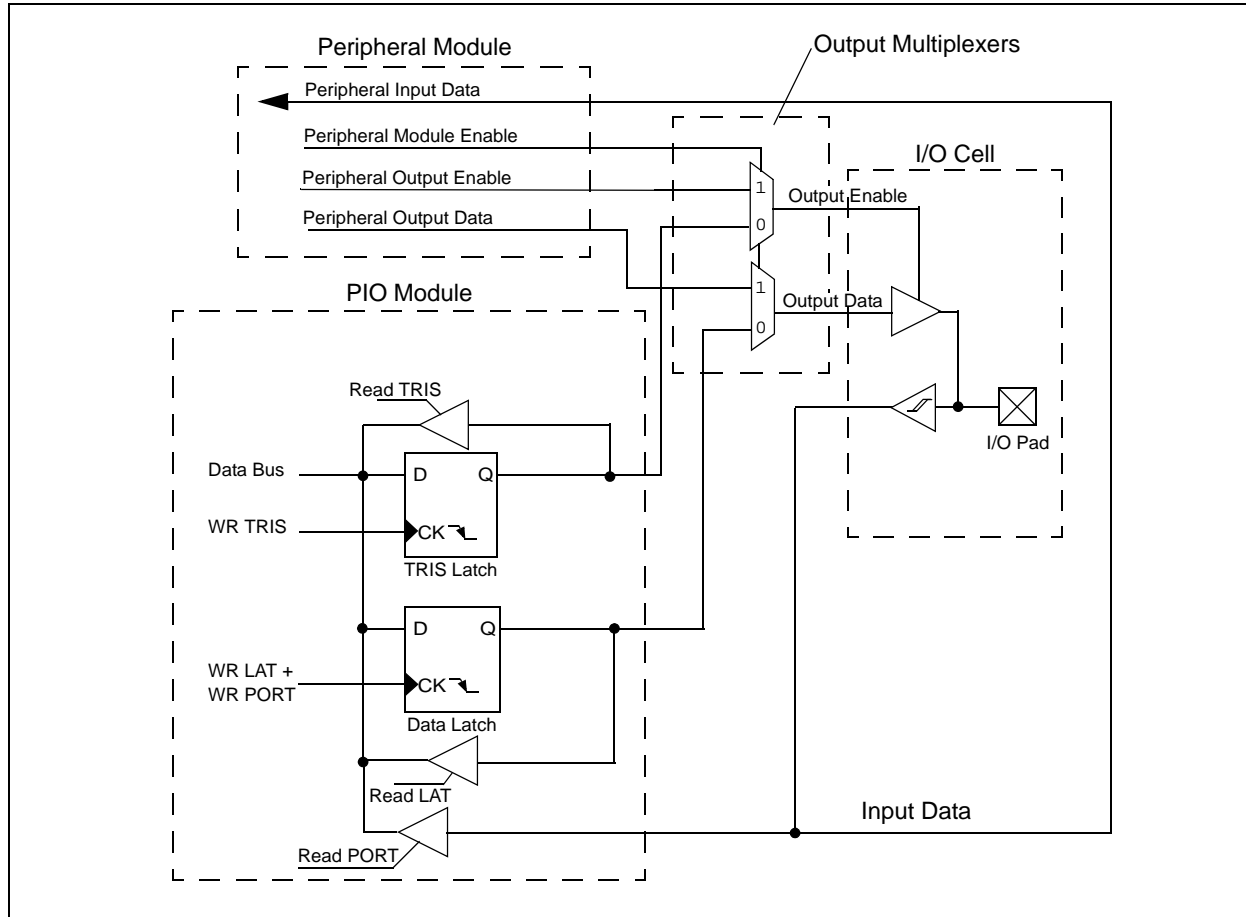 Peripheral Module
Output Multiplexers
Peripheral Input Data
Peripheral Module Enable
I/O Cell
Peripheral Output Enable
1
Output Enable
Peripheral Output Data
0
PIO Module
1
Output Data
0
Read TRIS
I/O Pad
Data Bus
D
Q
WR TRIS
CK
TRIS Latch
D
Q
WR LAT +
WR PORT
CK
Data Latch
Read LAT
Input Data
Read PORT